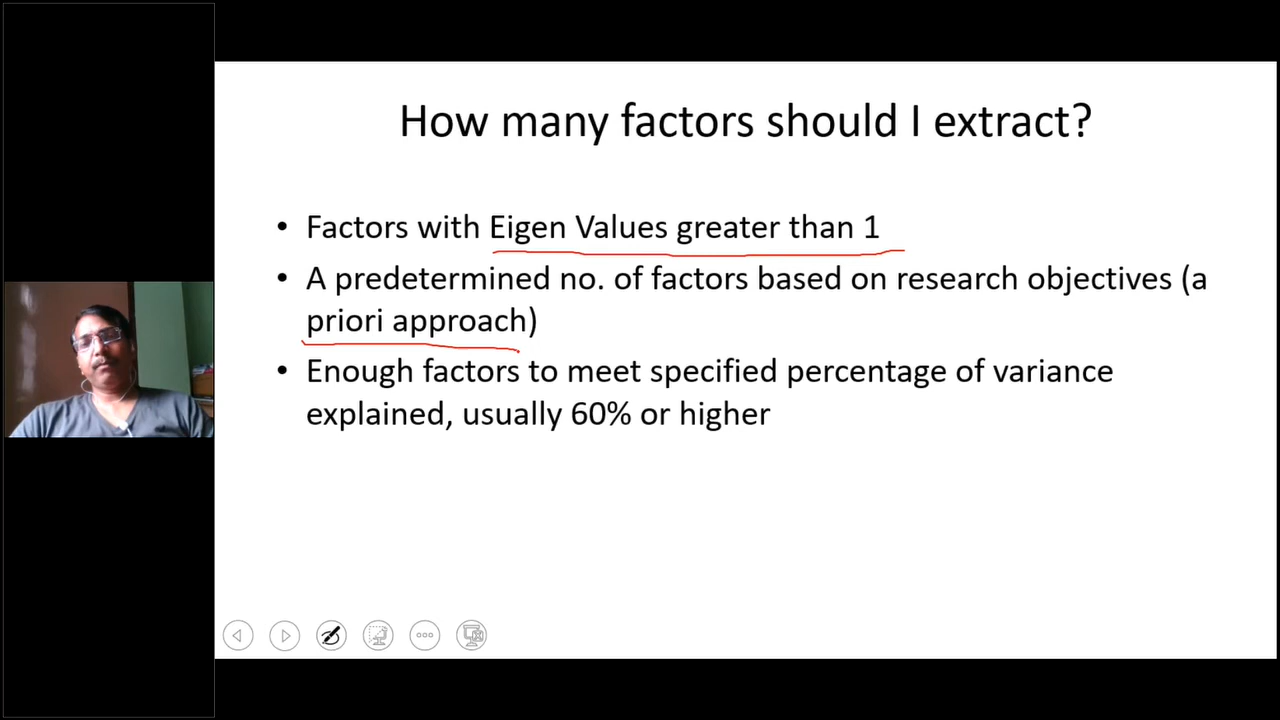 How many factors should I extract?
• Factors with Eigen Values greater than 1
• A predetermined no. of factors based on research objectives (a
priori approach)
• Enough factors to meet specified percentage of variance
explained, usually 60% or higher